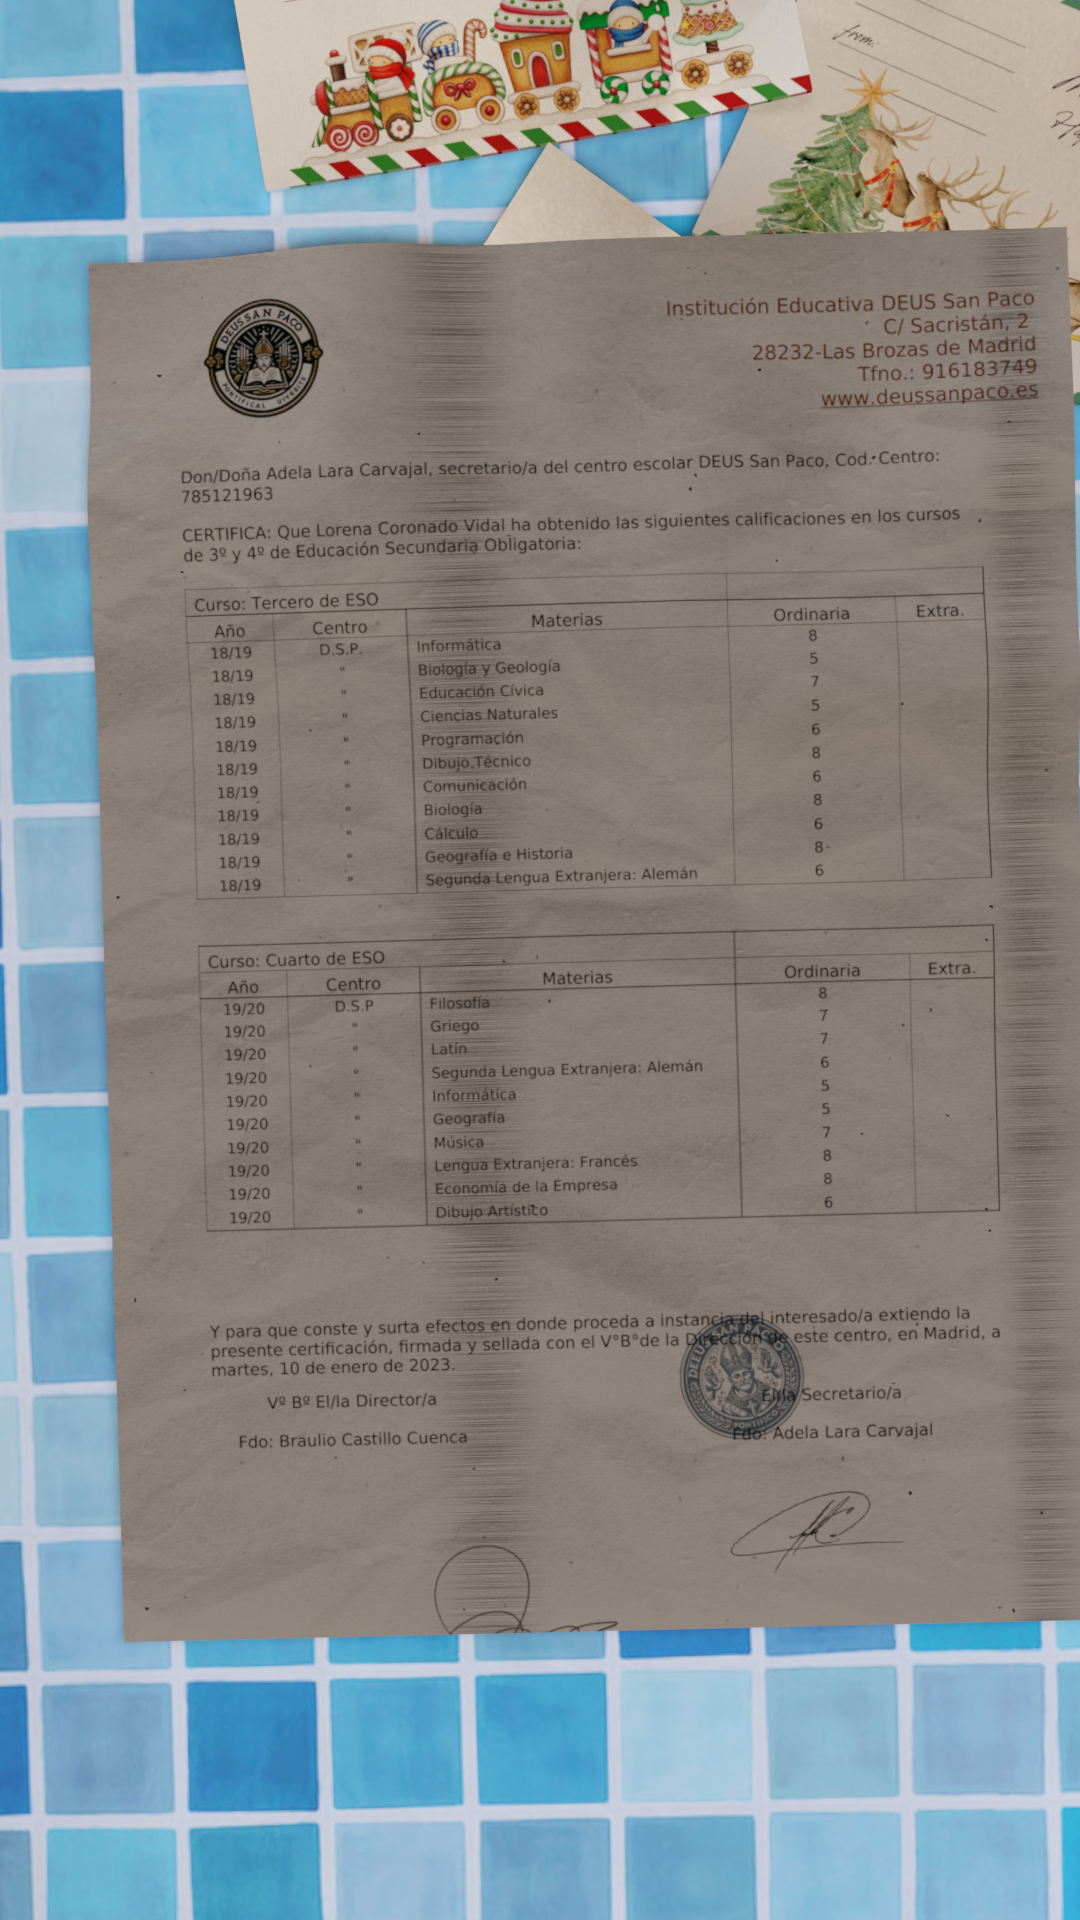 from:
DEUS SAN PACO
PONTIFICAL
Institución Educativa DEUS San Paco
C/ Sacristán, 2
28232-Las Brozas de Madrid
Tfno.: 916183749
www.deussanpaco.es
Don/Doña Adela Lara Carvajal, secretario/a del centro escolar DEUS San Paco, Cod. Centro:
785121963
CERTIFICA: Que Lorena Coronado Vidal ha obtenido las siguientes calificaciones en los cursos
de 3º y 4º de Educación Secundaria Obligatoria:
Curso: Tercero de ESO
Año Centro Materias Ordinaria Extra.
18/19 D.S.P. Informática 8
18/19 " Biología y Geología 5
18/19 " Educación Cívica 7
18/19 " Ciencias Naturales 5
18/19 " Programación 6
18/19 " Dibujo Técnico 8
18/19 " Comunicación 6
18/19 " Biología 8
18/19 " Cálculo 6
18/19 " Geografía e Historia 8
18/19 " Segunda Lengua Extranjera: Alemán 6
Curso: Cuarto de ESO
Año Centro Materias Ordinaria Extra.
19/20 D.S.P Filosofía 8
19/20 " Griego 7
19/20 " Latín 7
19/20 " Segunda Lengua Extranjera: Alemán 6
19/20 " Informática 5
19/20 " Geografía 5
19/20 " Música 7
19/20 " Lengua Extranjera: Francés 8
19/20 " Economía de la Empresa 8
19/20 " Dibujo Artístico 6
Y para que conste y surta efectos en donde proceda a instancia del interesado/a extiendo la
presente certificación, firmada y sellada con el V°B°de la Dirección de este centro, en Madrid, a
martes, 10 de enero de 2023.
Vº Bº El/la Director/a El/la Secretario/a
Fdo: Braulio Castillo Cuenca Fdo: Adela Lara Carvajal
SAN PACO
PONTIFICO